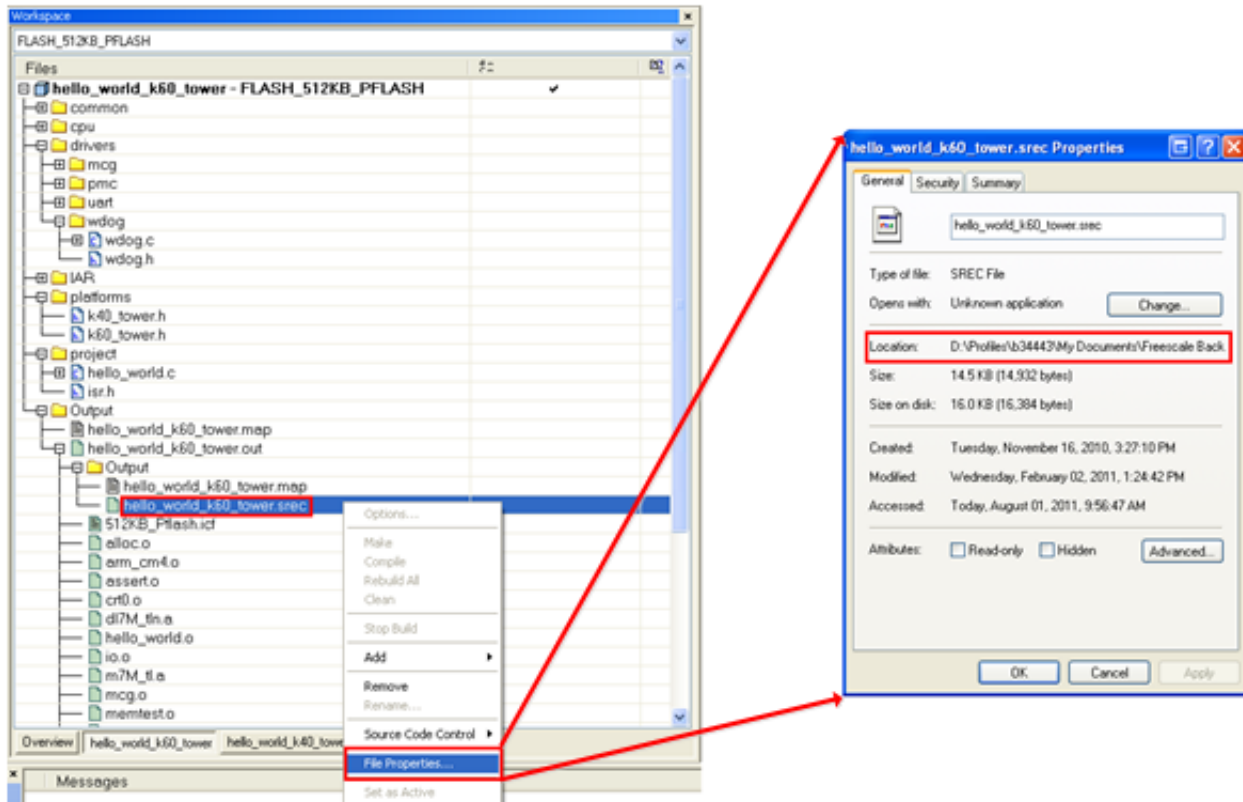 Workspace
FLASH_512KB_PFLASH
Files
hello_world_k60_tower - FLASH_512KB_PFLASH
common
cpu
drivers
mcg
pmc
uart
wdog
wdog.c
wdog.h
IAR
platforms
k40_tower.h
k60_tower.h
project
hello_world.c
isr.h
Output
hello_world_k60_tower.map
hello_world_k60_tower.out
Output
hello_world_k60_tower.map
hello_world_k60_tower.srec
512KB_Pflash.icf
alloc.o
arm_cm4.o
assert.o
crt0.o
dl7M_tln.a
hello_world.o
io.o
m7M_tl.a
mcg.o
memtest.o
Overview hello_world_k60_tower hello_world_k40_towe
Messages
Options...
Make
Compile
Rebuild All
Clean
Stop Build
Add
Remove
Rename...
Source Code Control
File Properties...
Set as Active
hello_world_k60_tower.srec Properties
General Security Summary
hello_world_k60_tower.srec
Type of file: SREC File
Opens with: Unknown application Change...
Location: D:\Profiles\b34443\My Documents\Freescale Back
Size: 14.5 KB (14,932 bytes)
Size on disk: 16.0 KB (16,384 bytes)
Created: Tuesday, November 16, 2010, 3:27:10 PM
Modified: Wednesday, February 02, 2011, 1:24:42 PM
Accessed: Today, August 01, 2011, 9:56:47 AM
Attributes: Read-only Hidden Advanced...
OK Cancel Apply